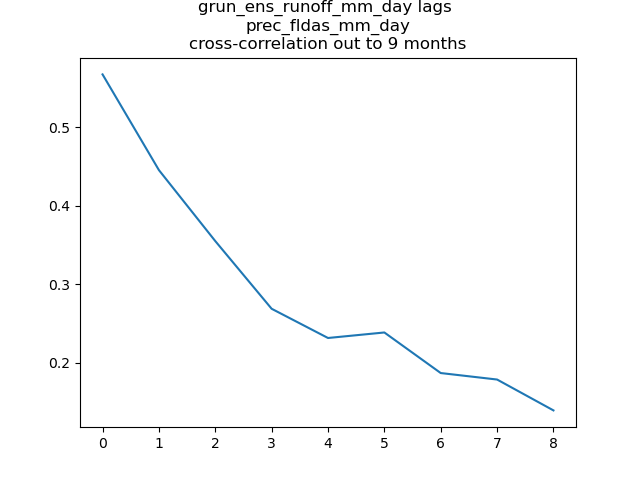 grun_ens_runoff_mm_day lags
prec_fldas_mm_day
cross-correlation out to 9 months
0.5
0.4
0.3
0.2
0 1 2 3 4 5 6 7 8